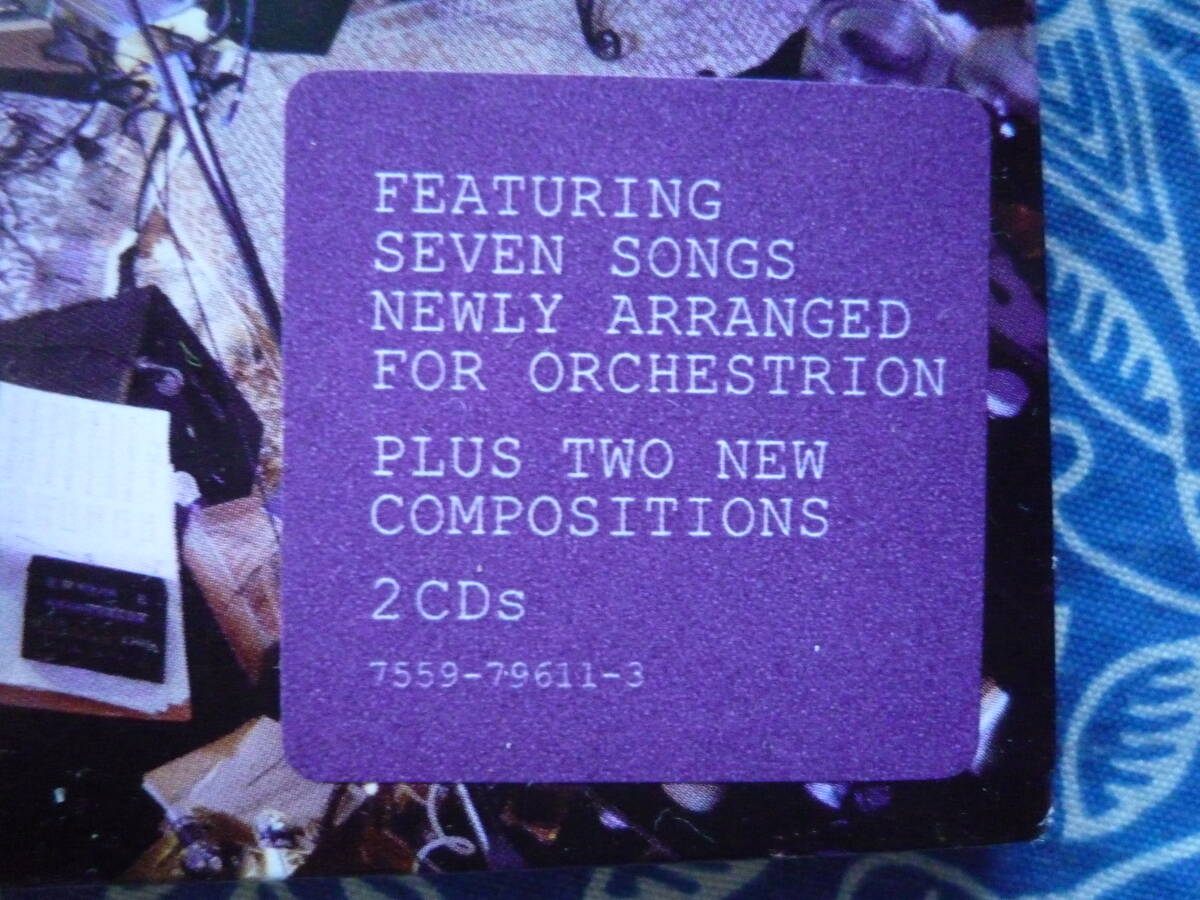 FEATURING
SEVEN SONGS
NEWLY ARRANGED
FOR ORCHESTRION
PLUS TWO NEW
COMPOSITIONS
2CDs
7559-79611-3